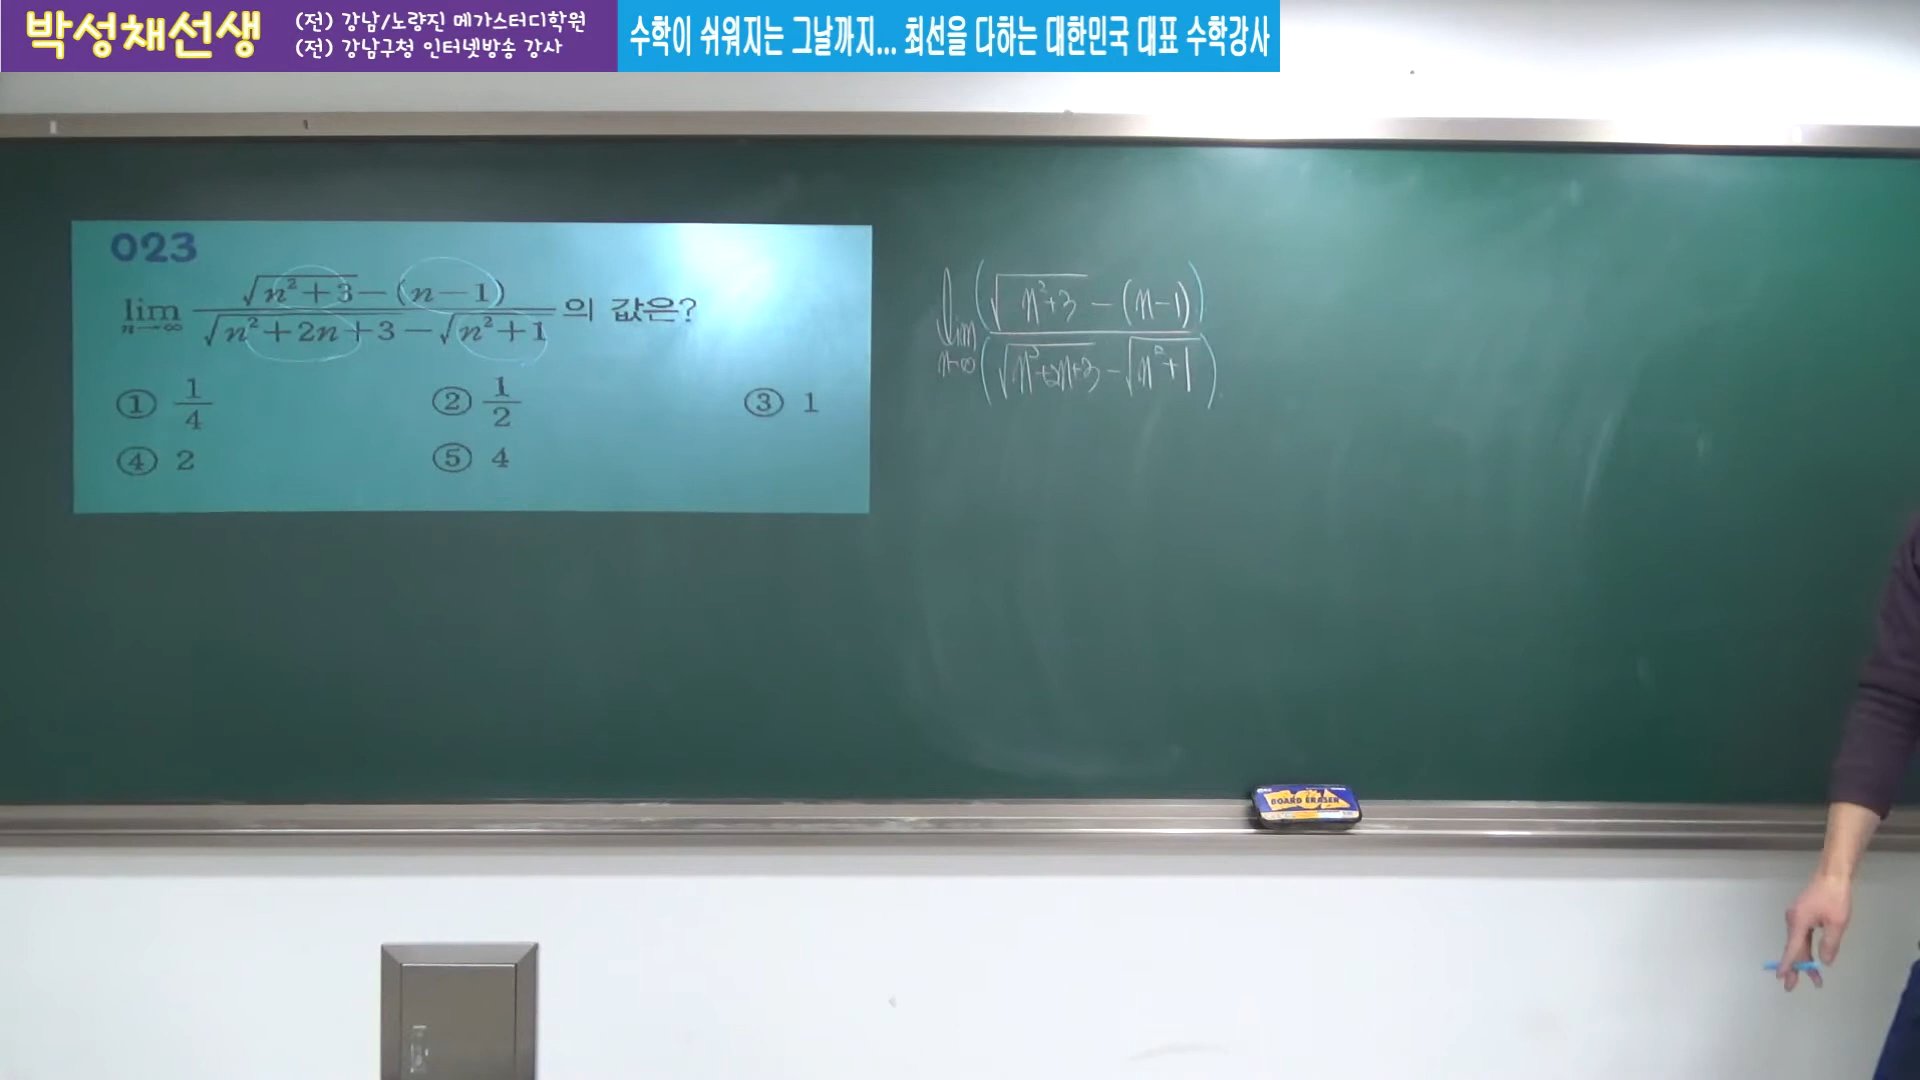 박성채선생
(전) 강남/노량진 메가스터디학원
(전) 강남구청 인터넷방송 강사
수학이 쉬워지는 그날까지... 최선을 다하는 대한민국 대표 수학강사
023
lim n→∞ (√(n²+3) − (n−1)) / (√(n²+2n+3) − √(n²+1)) 의 값은?
① 1/4 ② 1/2 ③ 1
④ 2 ⑤ 4
lim n→∞ (√(n²+3) − (n−1)) / (√(n²+2n+3) − √(n²+1))
BOARD ERASER